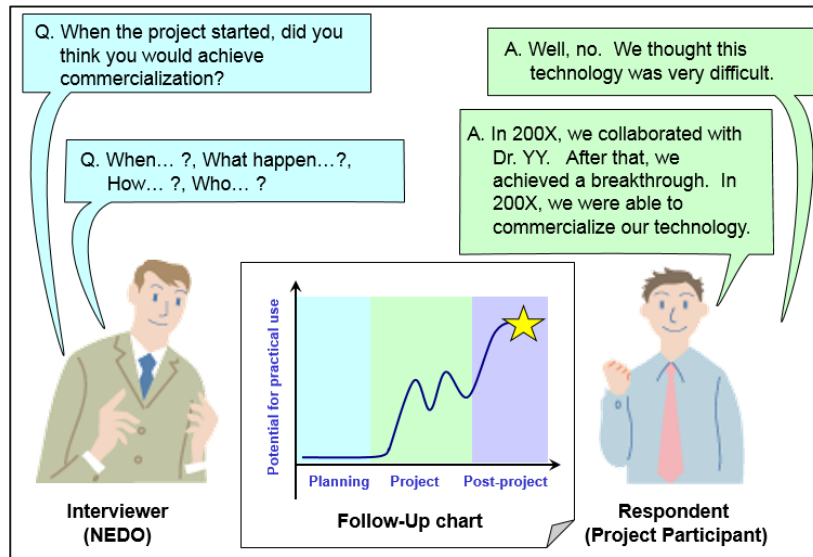 Q. When the project started, did you
think you would achieve
commercialization?
A. Well, no. We thought this
technology was very difficult.
Q. When… ?, What happen…?,
How… ?, Who… ?
A. In 200X, we collaborated with
Dr. YY. After that, we
achieved a breakthrough. In
200X, we were able to
commercialize our technology.
Potential for practical use
Planning Project Post-project
Follow-Up chart
Interviewer
(NEDO)
Respondent
(Project Participant)